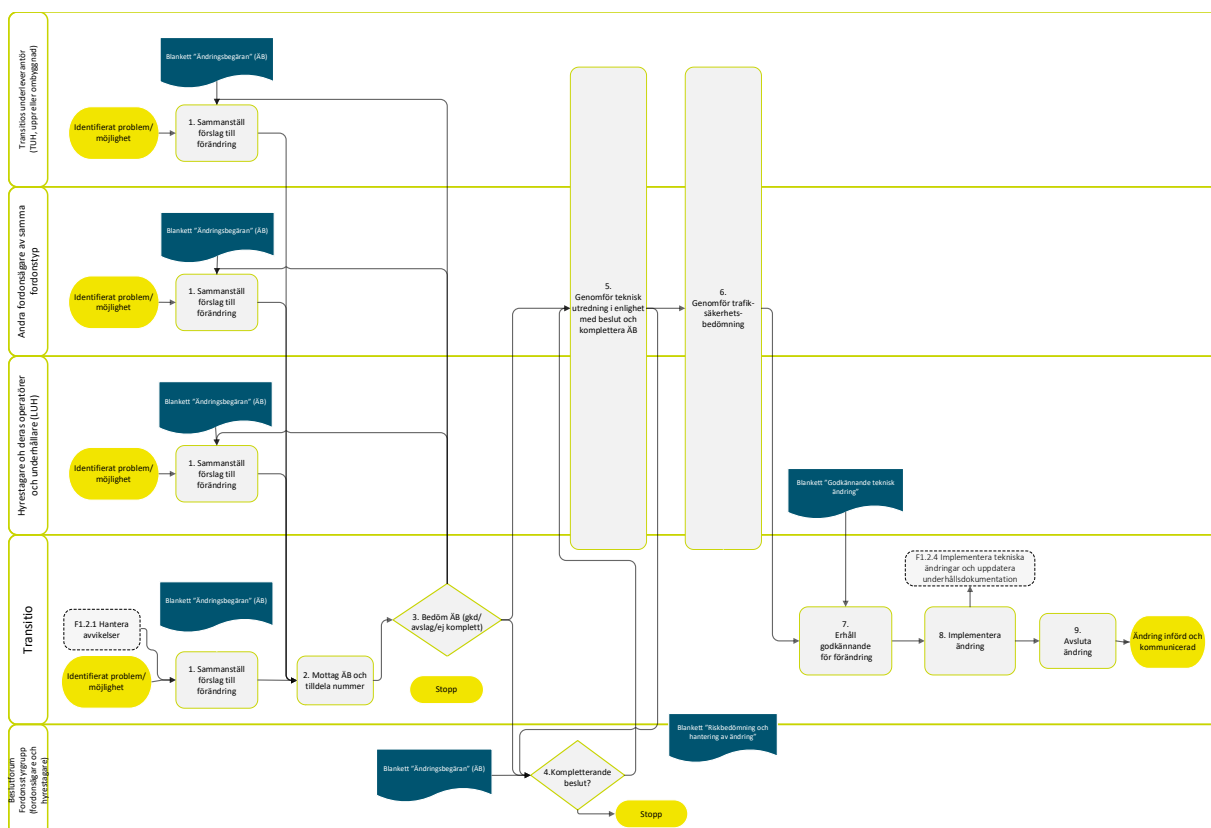 Transitios underleverantör
(TUH, uppr eller ombyggnad)
Blankett "Ändringsbegäran" (ÄB)
Identifierat problem/
möjlighet
1. Sammanställ
förslag till
förändring
Andra fordonsägare av samma
fordonstyp
Blankett "Ändringsbegäran" (ÄB)
Identifierat problem/
möjlighet
1. Sammanställ
förslag till
förändring
5.
Genomför teknisk
utredning i enlighet
med beslut och
komplettera ÄB
6.
Genomför trafik-
säkerhets-
bedömning
Hyrestagare oh deras operatörer
och underhållare (LUH)
Blankett "Ändringsbegäran" (ÄB)
Identifierat problem/
möjlighet
1. Sammanställ
förslag till
förändring
Blankett "Godkännande teknisk
ändring"
Transitio
Blankett "Ändringsbegäran" (ÄB)
F1.2.1 Hantera
avvikelser
Identifierat problem/
möjlighet
1. Sammanställ
förslag till
förändring
2. Mottag ÄB och
tilldela nummer
3. Bedöm ÄB (gkd/
avslag/ej komplett)
Stopp
F1.2.4 Implementera tekniska
ändringar och uppdatera
underhållsdokumentation
7.
Erhåll
godkännande
för förändring
8. Implementera
ändring
9.
Avsluta
ändring
Ändring införd och
kommunicerad
Beslutforum
Fordonsstyrgrupp
(fordonsägare och
hyrestagare)
Blankett "Ändringsbegäran" (ÄB)
4.Kompletterande
beslut?
Stopp
Blankett "Riskbedömning och
hantering av ändring"